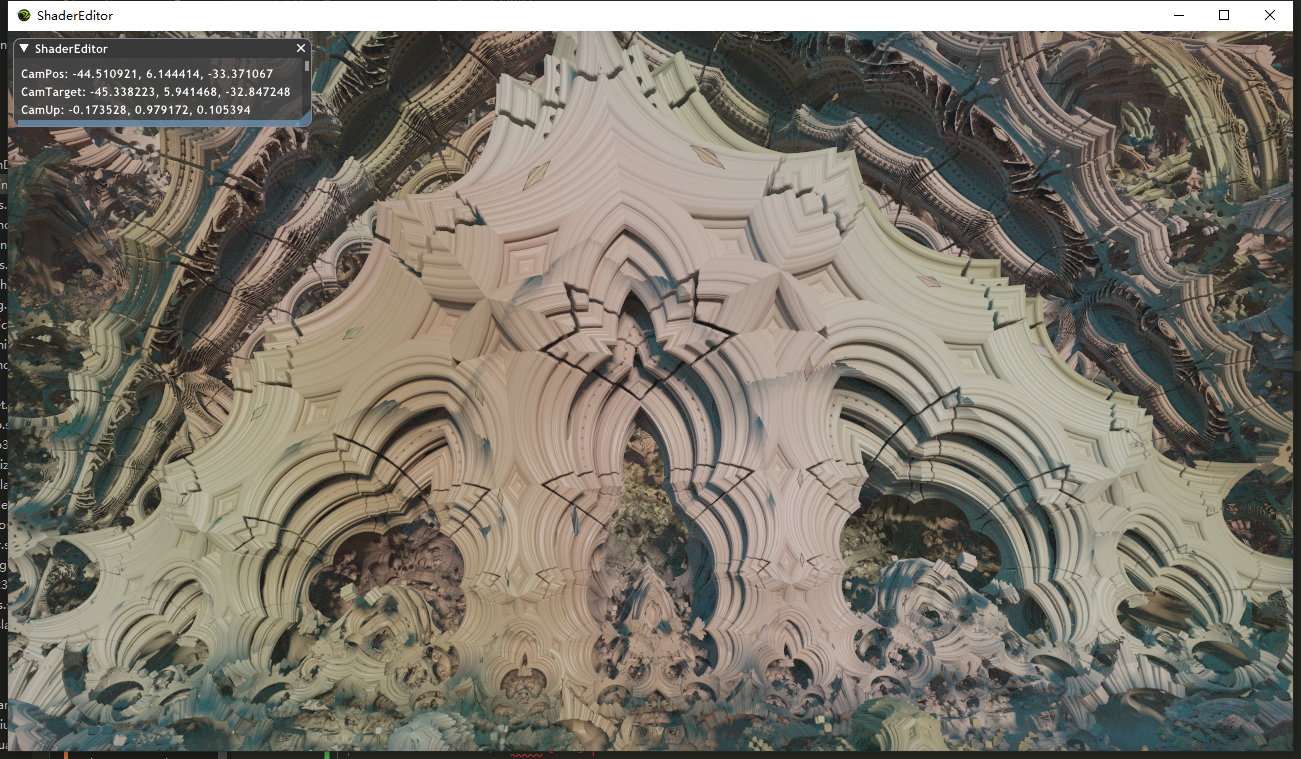 ShaderEditor
ShaderEditor
CamPos: -44.510921, 6.144414, -33.371067
CamTarget: -45.338223, 5.941468, -32.847248
CamUp: -0.173528, 0.979172, 0.105394